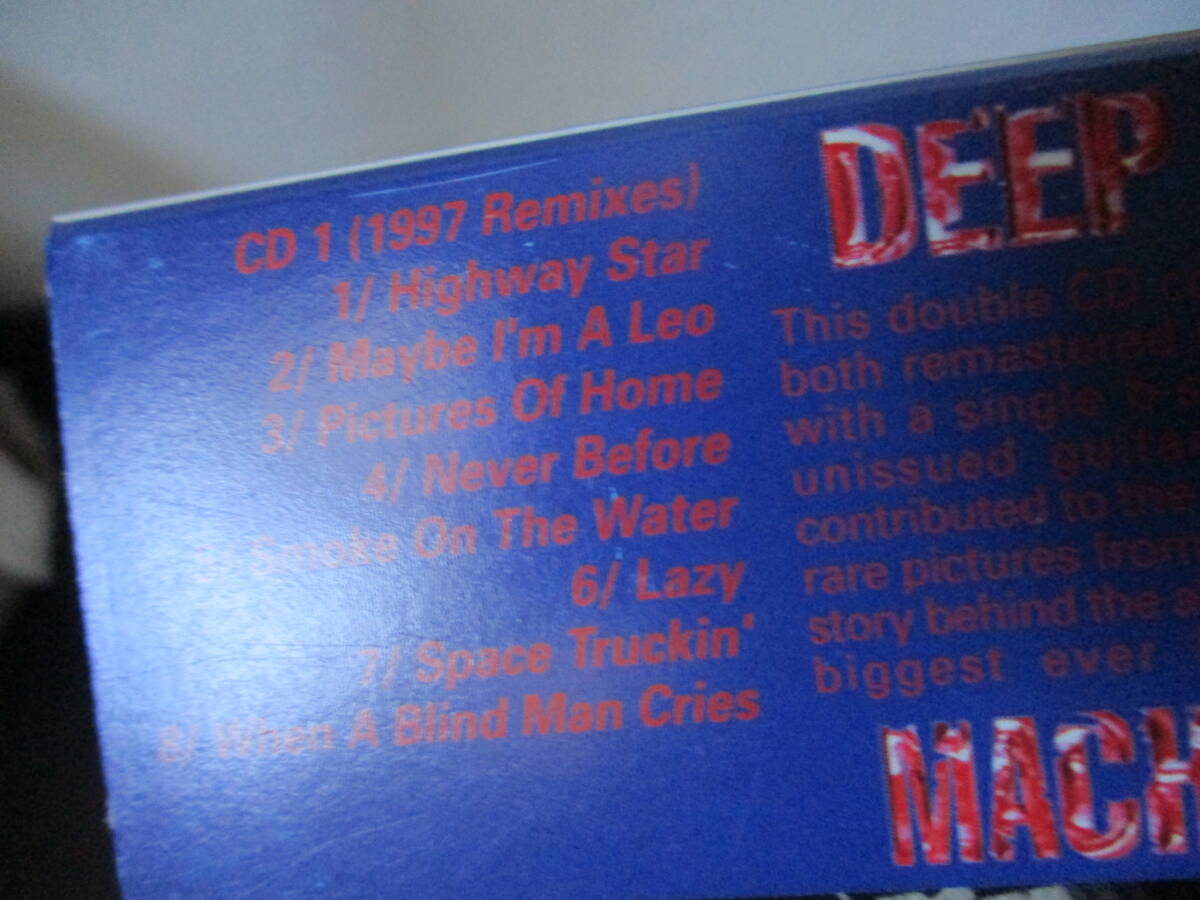 CD 1 (1997 Remixes)
1/ Highway Star
2/ Maybe I'm A Leo
3/ Pictures Of Home
4/ Never Before
5/ Smoke On The Water
6/ Lazy
7/ Space Truckin'
8/ When A Blind Man Cries
DEEP
This double CD
both remastered
with a single
unissued guitar
contributed to the
rare pictures from
story behind the
biggest ever
MACH